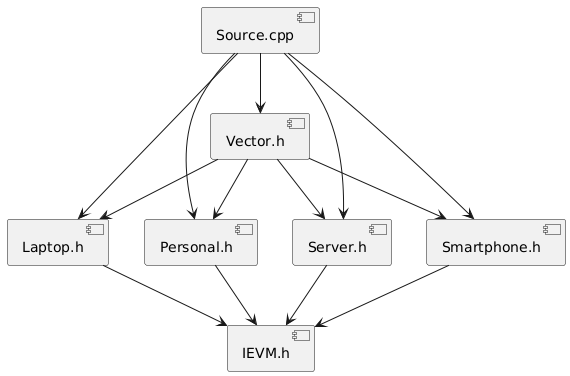 Source.cpp
Vector.h
Laptop.h
Personal.h
Server.h
Smartphone.h
IEVM.h